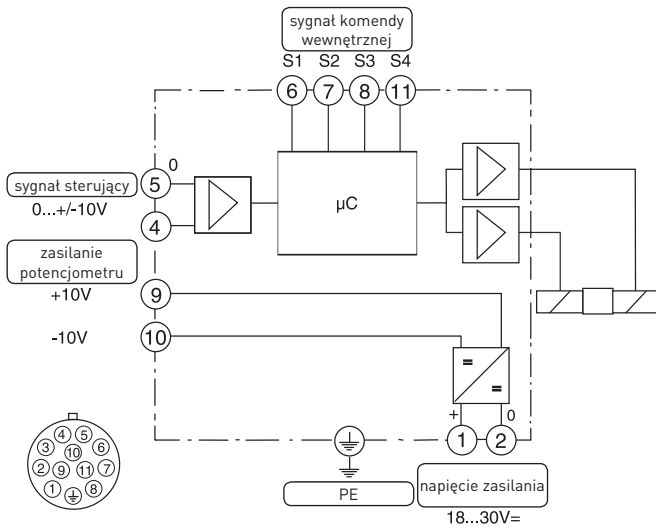 sygnał komendy
wewnętrznej
S1 S2 S3 S4
6 7 8 11
0
5
sygnał sterujący
0...+/-10V
4
µC
zasilanie
potencjometru
+10V
9
-10V
10
=
=
+ 0
1 2
4 5
3 10 6
2 9 11 7
1 8
PE
napięcie zasilania
18...30V=